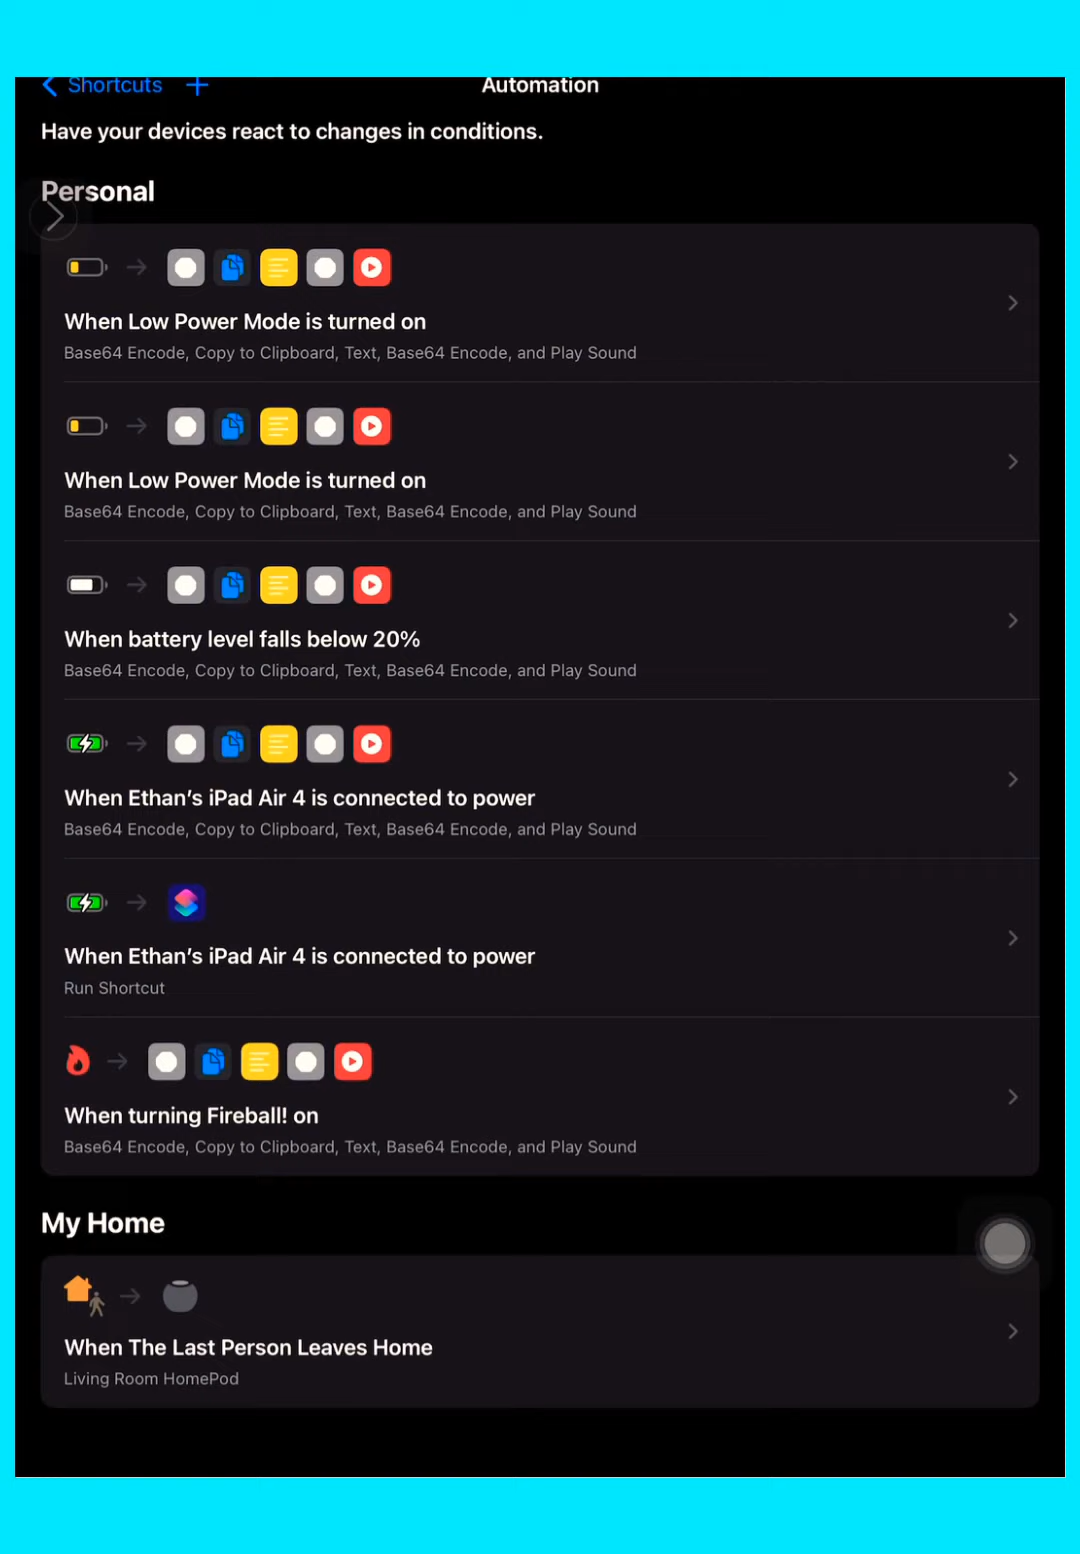 Shortcuts
Automation
Have your devices react to changes in conditions.
Personal
When Low Power Mode is turned on
Base64 Encode, Copy to Clipboard, Text, Base64 Encode, and Play Sound
When Low Power Mode is turned on
Base64 Encode, Copy to Clipboard, Text, Base64 Encode, and Play Sound
When battery level falls below 20%
Base64 Encode, Copy to Clipboard, Text, Base64 Encode, and Play Sound
When Ethan’s iPad Air 4 is connected to power
Base64 Encode, Copy to Clipboard, Text, Base64 Encode, and Play Sound
When Ethan’s iPad Air 4 is connected to power
Run Shortcut
When turning Fireball! on
Base64 Encode, Copy to Clipboard, Text, Base64 Encode, and Play Sound
My Home
When The Last Person Leaves Home
Living Room HomePod